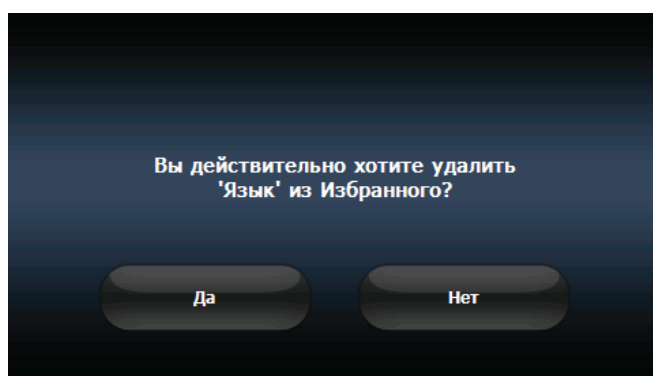 Вы действительно хотите удалить
'Язык' из Избранного?
Да
Нет